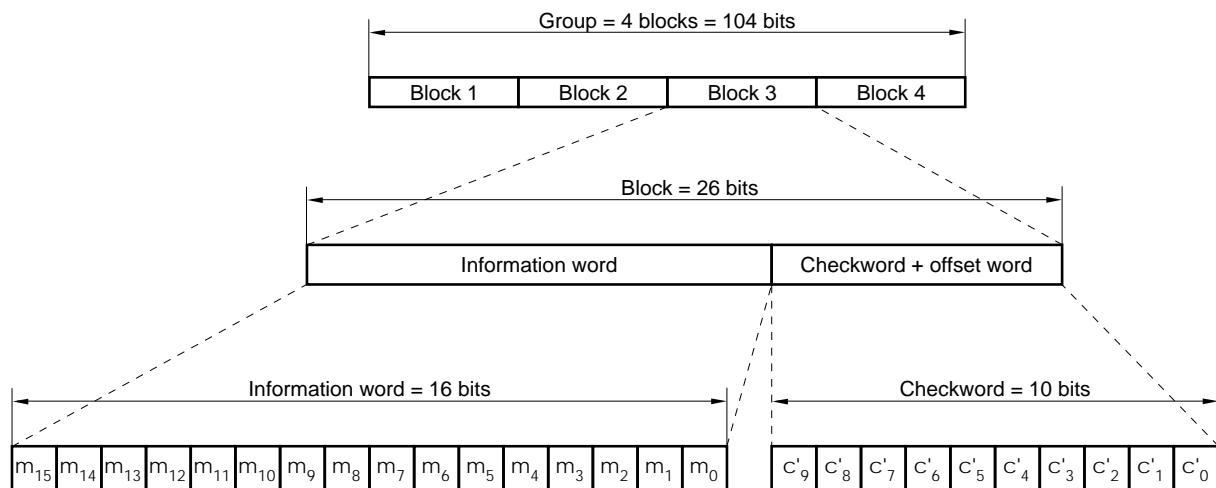 Group = 4 blocks = 104 bits
Block 1 Block 2 Block 3 Block 4
Block = 26 bits
Information word Checkword + offset word
Information word = 16 bits Checkword = 10 bits
m15 m14 m13 m12 m11 m10 m9 m8 m7 m6 m5 m4 m3 m2 m1 m0 c'9 c'8 c'7 c'6 c'5 c'4 c'3 c'2 c'1 c'0